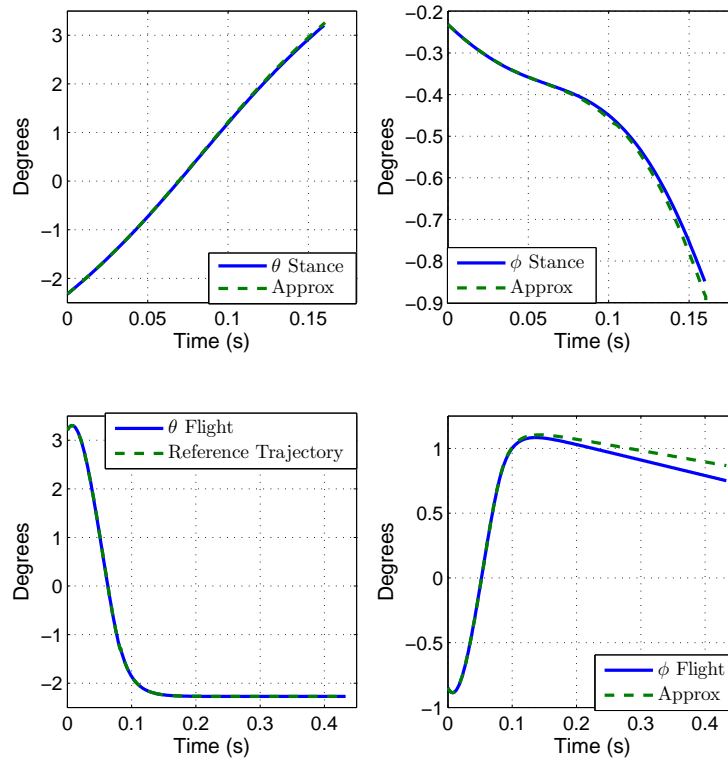 3
2
1
0
−1
−2
Degrees
0
0.05
0.1
0.15
Time (s)
θ Stance
Approx
−0.2
−0.3
−0.4
−0.5
−0.6
−0.7
−0.8
−0.9
Degrees
0
0.05
0.1
0.15
Time (s)
ϕ Stance
Approx
3
2
1
0
−1
−2
Degrees
0
0.1
0.2
0.3
0.4
Time (s)
θ Flight
Reference Trajectory
1
0.5
0
−0.5
−1
Degrees
0
0.1
0.2
0.3
0.4
Time (s)
ϕ Flight
Approx